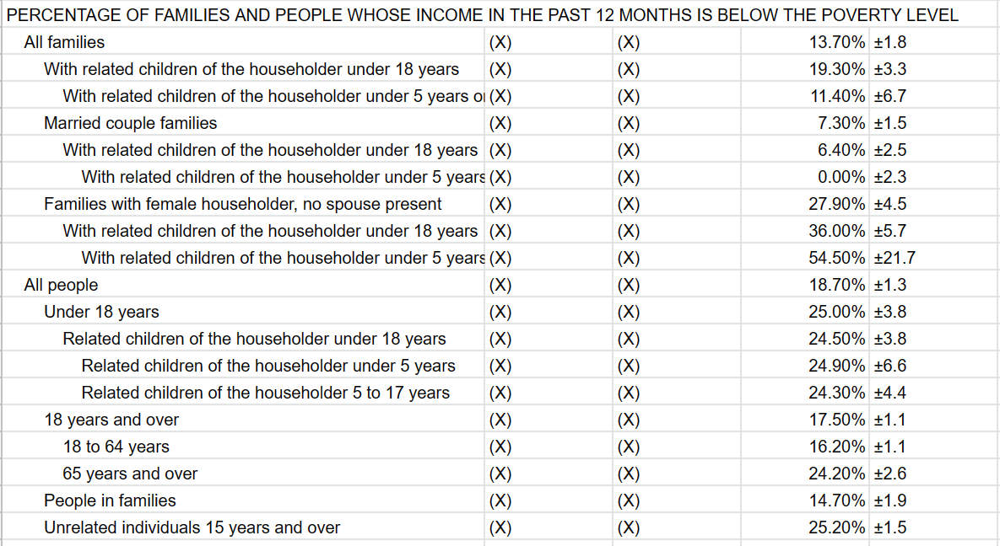 PERCENTAGE OF FAMILIES AND PEOPLE WHOSE INCOME IN THE PAST 12 MONTHS IS BELOW THE POVERTY LEVEL
All families (X) (X) 13.70% ±1.8
With related children of the householder under 18 years (X) (X) 19.30% ±3.3
With related children of the householder under 5 years (X) (X) 11.40% ±6.7
Married couple families (X) (X) 7.30% ±1.5
With related children of the householder under 18 years (X) (X) 6.40% ±2.5
With related children of the householder under 5 years (X) (X) 0.00% ±2.3
Families with female householder, no spouse present (X) (X) 27.90% ±4.5
With related children of the householder under 18 years (X) (X) 36.00% ±5.7
With related children of the householder under 5 years (X) (X) 54.50% ±21.7
All people (X) (X) 18.70% ±1.3
Under 18 years (X) (X) 25.00% ±3.8
Related children of the householder under 18 years (X) (X) 24.50% ±3.8
Related children of the householder under 5 years (X) (X) 24.90% ±6.6
Related children of the householder 5 to 17 years (X) (X) 24.30% ±4.4
18 years and over (X) (X) 17.50% ±1.1
18 to 64 years (X) (X) 16.20% ±1.1
65 years and over (X) (X) 24.20% ±2.6
People in families (X) (X) 14.70% ±1.9
Unrelated individuals 15 years and over (X) (X) 25.20% ±1.5